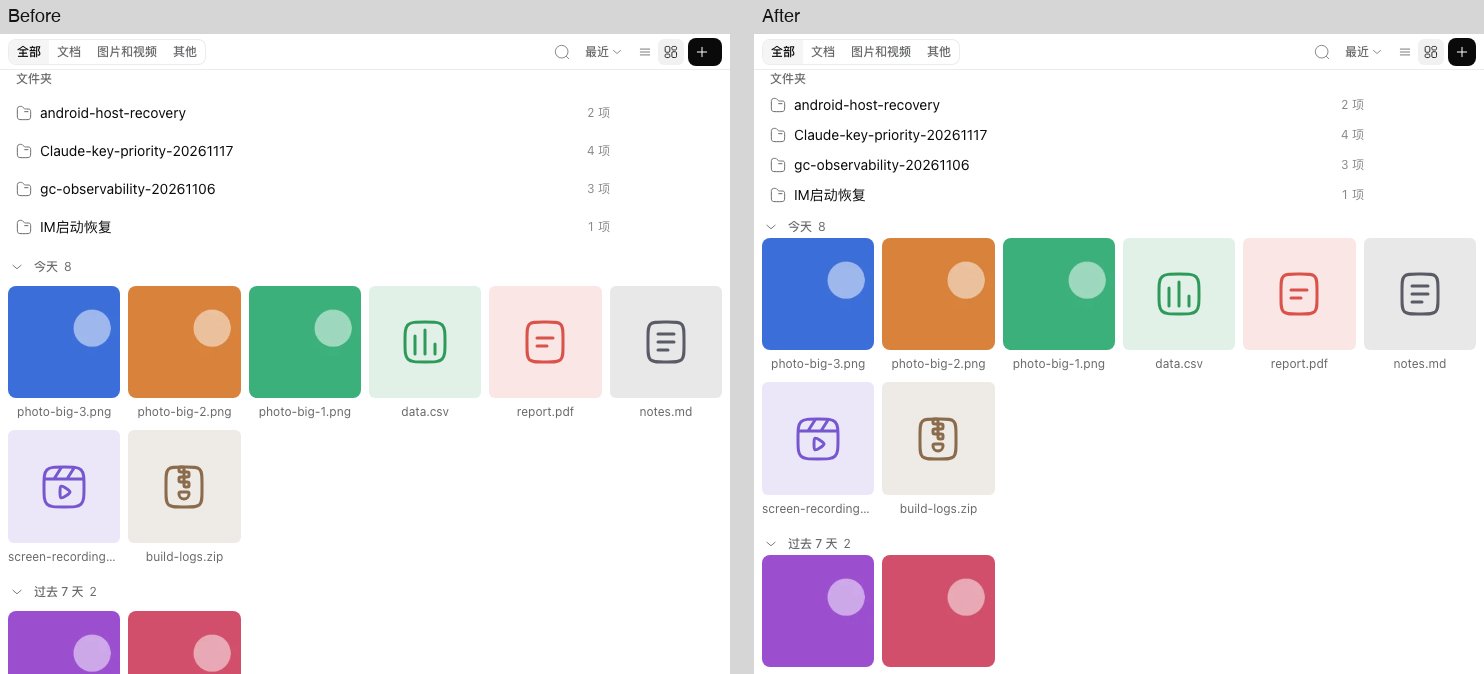 Before
全部 文档 图片和视频 其他 最近
文件夹
android-host-recovery 2 项
Claude-key-priority-20261117 4 项
gc-observability-20261106 3 项
IM启动恢复 1 项
今天 8
photo-big-3.png photo-big-2.png photo-big-1.png data.csv report.pdf notes.md
screen-recording... build-logs.zip
过去 7 天 2
After
全部 文档 图片和视频 其他 最近
文件夹
android-host-recovery 2 项
Claude-key-priority-20261117 4 项
gc-observability-20261106 3 项
IM启动恢复 1 项
今天 8
photo-big-3.png photo-big-2.png photo-big-1.png data.csv report.pdf notes.md
screen-recording... build-logs.zip
过去 7 天 2